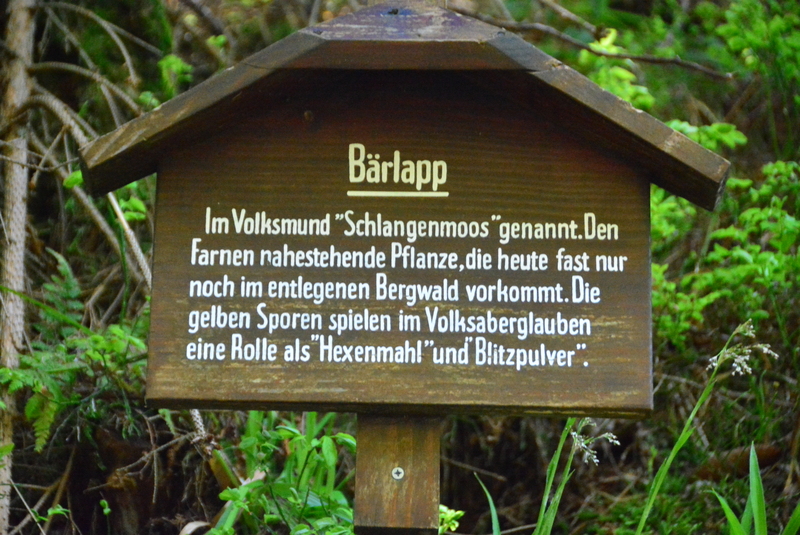 Bärlapp
Im Volksmund "Schlangenmoos" genannt. Den
Farnen nahestehende Pflanze, die heute fast nur
noch im entlegenen Bergwald vorkommt. Die
gelben Sporen spielen im Volksaberglauben
eine Rolle als "Hexenmahl" und "Blitzpulver".